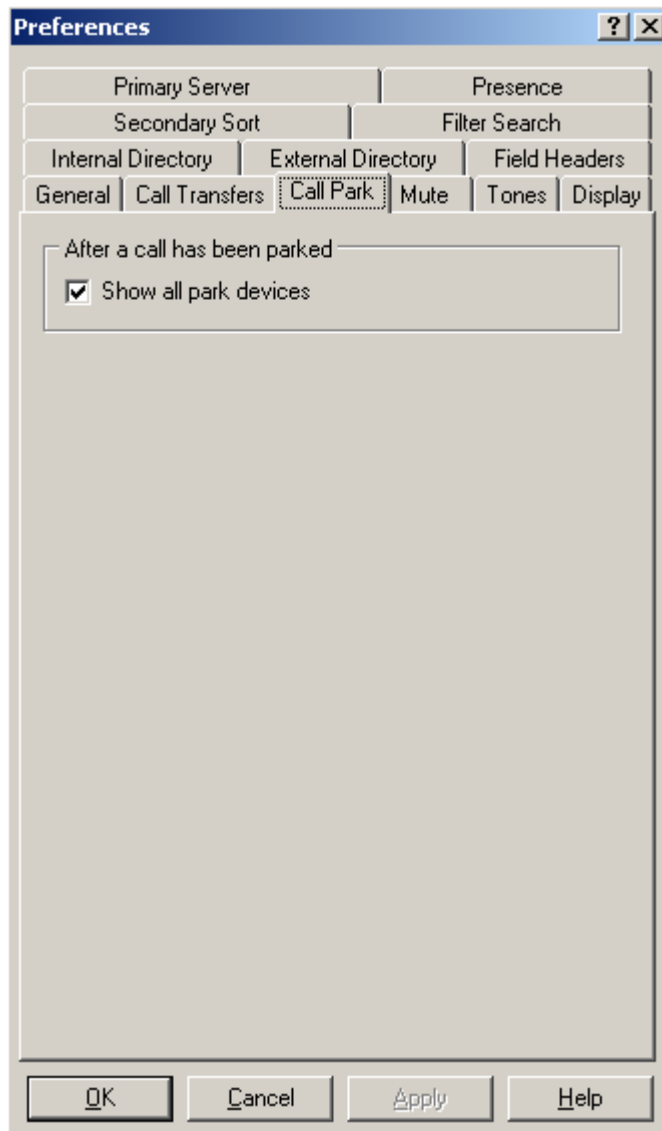 Preferences
Primary Server Presence
Secondary Sort Filter Search
Internal Directory External Directory Field Headers
General Call Transfers Call Park Mute Tones Display
After a call has been parked
Show all park devices
OK Cancel Apply Help